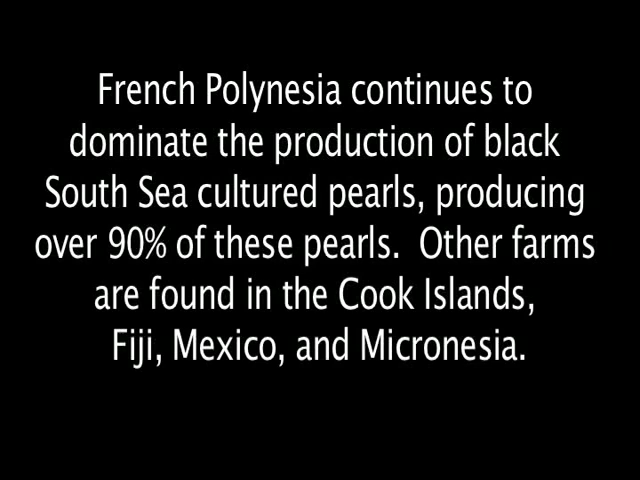 French Polynesia continues to
dominate the production of black
South Sea cultured pearls, producing
over 90% of these pearls.  Other farms
are found in the Cook Islands,
Fiji, Mexico, and Micronesia.